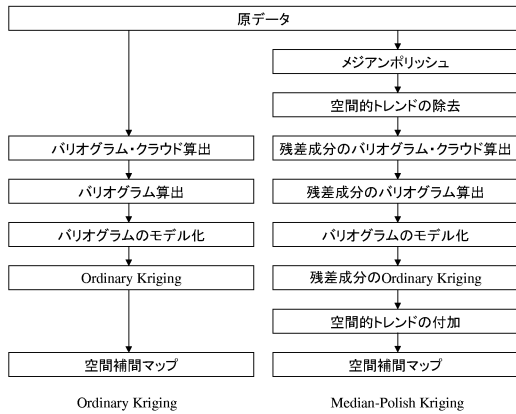 原データ
メジアンポリッシュ
空間的トレンドの除去
バリオグラム・クラウド算出
残差成分のバリオグラム・クラウド算出
バリオグラム算出
残差成分のバリオグラム算出
バリオグラムのモデル化
バリオグラムのモデル化
Ordinary Kriging
残差成分のOrdinary Kriging
空間的トレンドの付加
空間補間マップ
空間補間マップ
Ordinary Kriging
Median-Polish Kriging